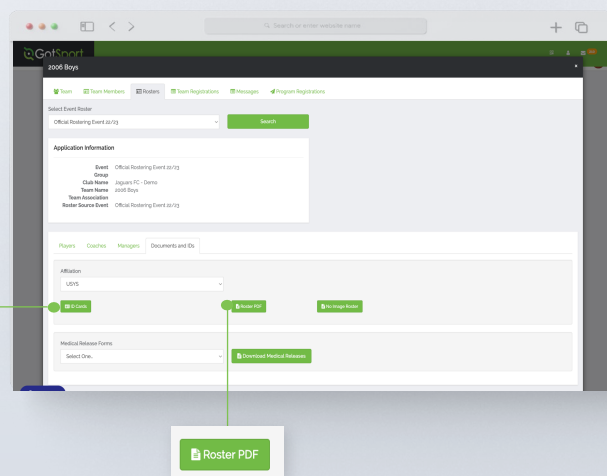 Search or enter website name
GotSport
2006 Boys
×
Team Team Members Rosters Team Registrations Messages Program Registrations
Select Event Roster
Official Rostering Event 22/23
Search
Application Information
Event Official Rostering Event 22/23
Group
Club Name Jaguars FC - Demo
Team Name 2006 Boys
Team Association
Roster Source Event Official Rostering Event 22/23
Players Coaches Managers Documents and IDs
Affiliation
USYS
ID Cards Roster PDF No Image Roster
Medical Release Forms
Select One.. Download Medical Releases
Roster PDF